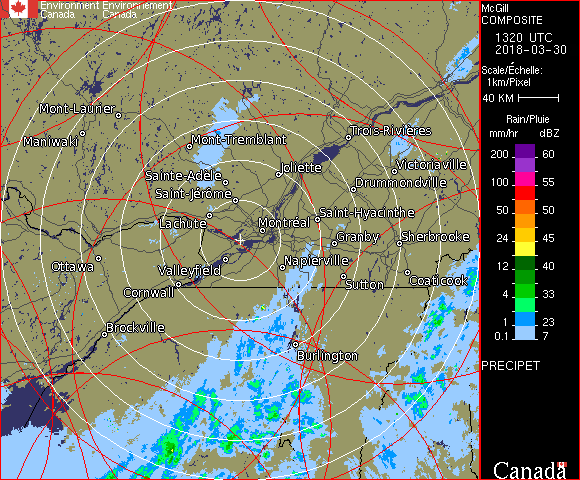 Environment Environnement
Canada Canada
McGill
COMPOSITE
1320 UTC
2018-03-30
Scale/Échelle:
1km/Pixel
40 KM
Rain/Pluie
mm/hr dBZ
200 60
150 57
100 55
50 50
24 45
12 40
4 33
1 23
0.1 7
PRECIPET
Mont-Laurier
Maniwaki
Mont-Tremblant
Trois-Rivières
Sainte-Adèle
Joliette
Victoriaville
Saint-Jérôme
Drummondville
Lachute
Montréal
Saint-Hyacinthe
Granby
Sherbrooke
Ottawa
Valleyfield
Napierville
Cornwall
Sutton
Coaticook
Brockville
Burlington
Canada